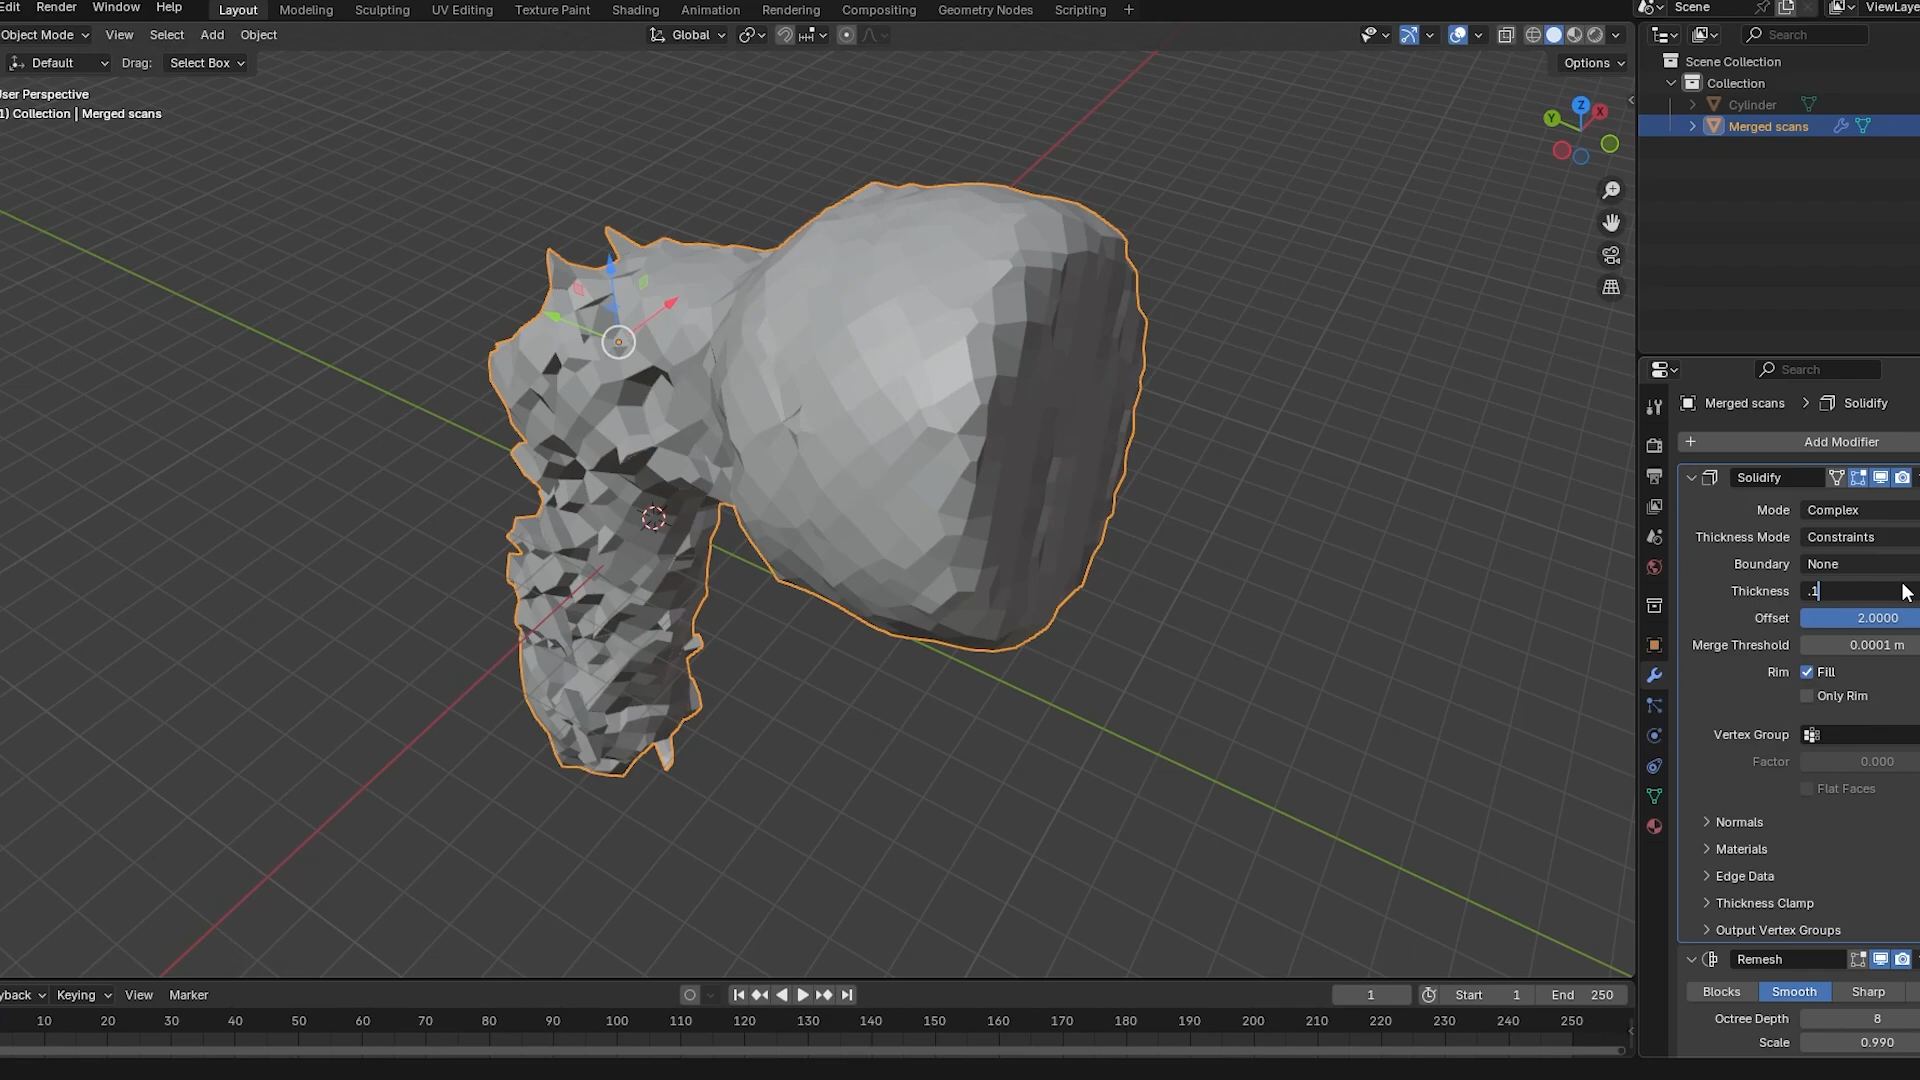 Edit Render Window Help Layout Modeling Sculpting UV Editing Texture Paint Shading Animation Rendering Compositing Geometry Nodes Scripting + Scene ViewLaye
Object Mode View Select Add Object Global Search
Default Drag: Select Box Options Scene Collection
Collection
User Perspective
1) Collection | Merged scans
Cylinder
Merged scans
Z
X
Y
Search
Merged scans > Solidify
+ Add Modifier
Solidify
Mode Complex
Thickness Mode Constraints
Boundary None
Thickness .1
Offset 2.0000
Merge Threshold 0.0001 m
Rim Fill
Only Rim
Vertex Group
Factor 0.000
Flat Faces
Normals
Materials
Edge Data
Thickness Clamp
Output Vertex Groups
Remesh
Blocks Smooth Sharp
Octree Depth 8
Scale 0.990
yback Keying View Marker 1 Start 1 End 250
10 20 30 40 50 60 70 80 90 100 110 120 130 140 150 160 170 180 190 200 210 220 230 240 250